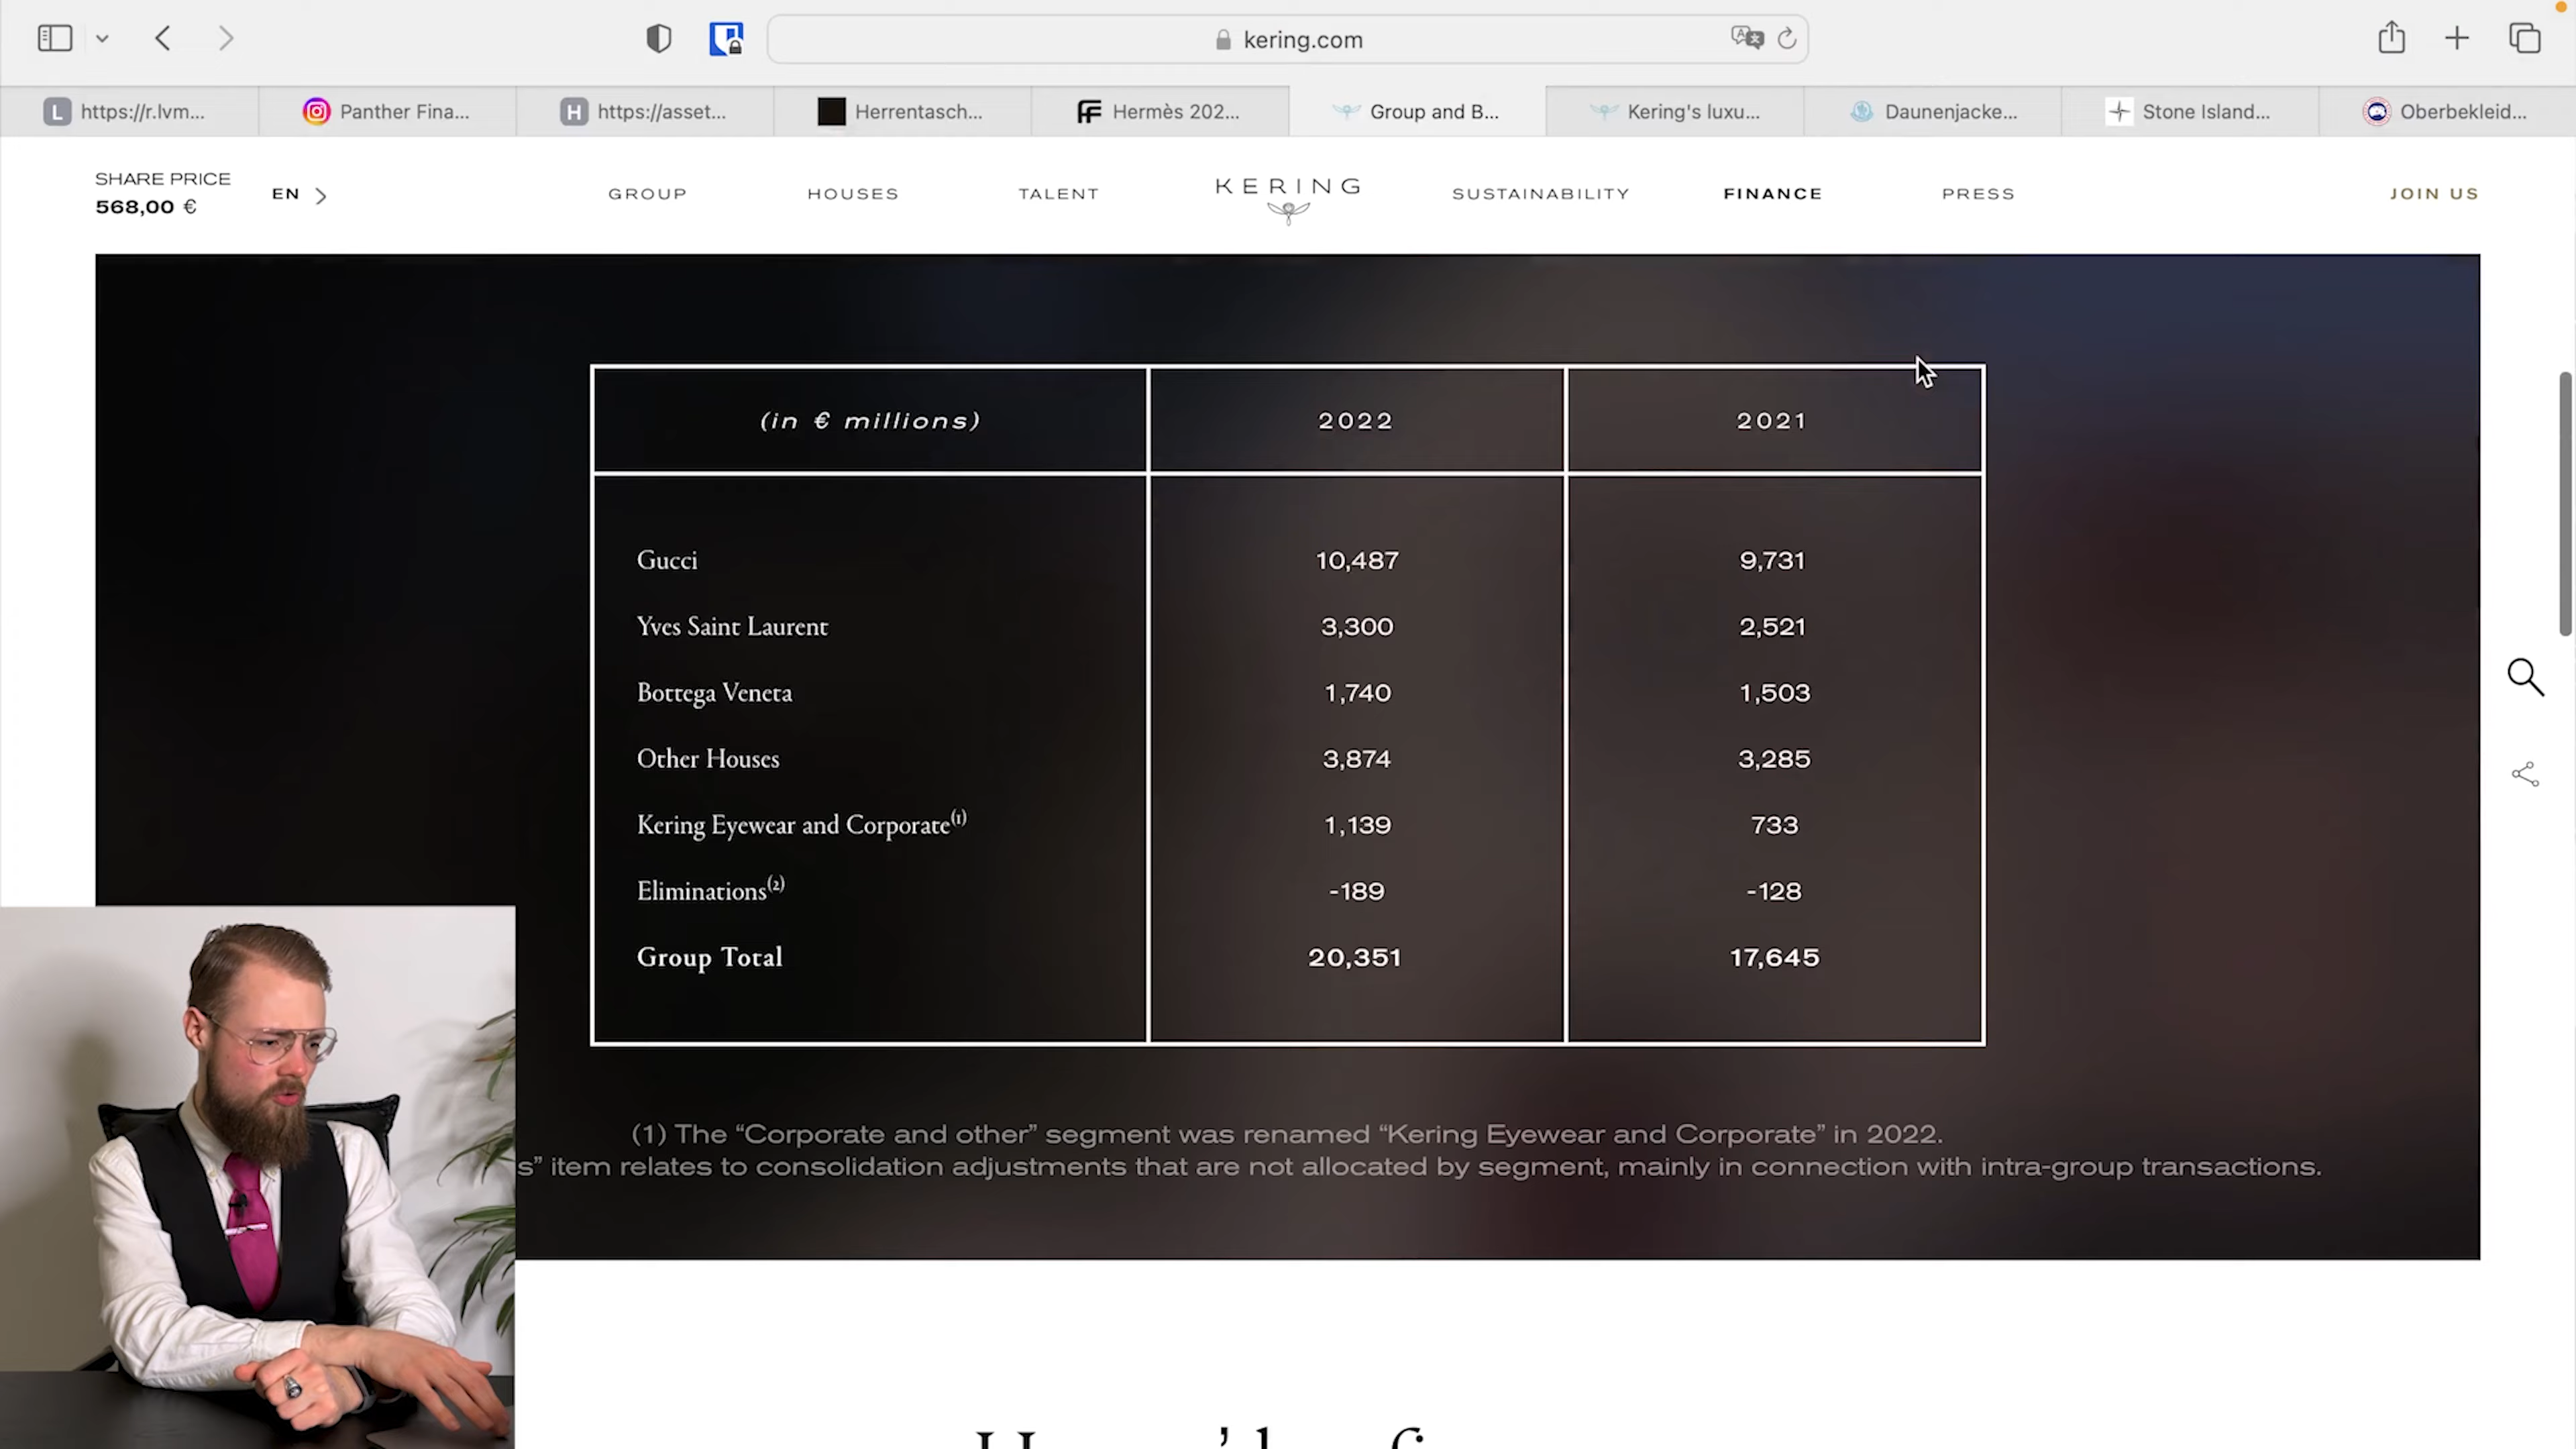 kering.com
https://r.lvm...
Panther Fina...
https://asset...
Herrentasch...
Hermès 202...
Group and B...
Kering's luxu...
Daunenjacke...
Stone Island...
Oberbekleid...
SHARE PRICE
568,00 €
EN
GROUP
HOUSES
TALENT
KERING
SUSTAINABILITY
FINANCE
PRESS
JOIN US
(in € millions) 2022 2021
Gucci 10,487 9,731
Yves Saint Laurent 3,300 2,521
Bottega Veneta 1,740 1,503
Other Houses 3,874 3,285
Kering Eyewear and Corporate(1) 1,139 733
Eliminations(2) -189 -128
Group Total 20,351 17,645
(1) The “Corporate and other” segment was renamed “Kering Eyewear and Corporate” in 2022.
s” item relates to consolidation adjustments that are not allocated by segment, mainly in connection with intra-group transactions.